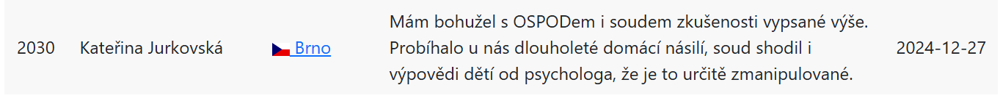 Mám bohužel s OSPODem i soudem zkušenosti vypsané výše.
2030 Kateřina Jurkovská Brno Probíhalo u nás dlouholeté domácí násilí, soud shodil i 2024-12-27
výpovědi dětí od psychologa, že je to určitě zmanipulované.